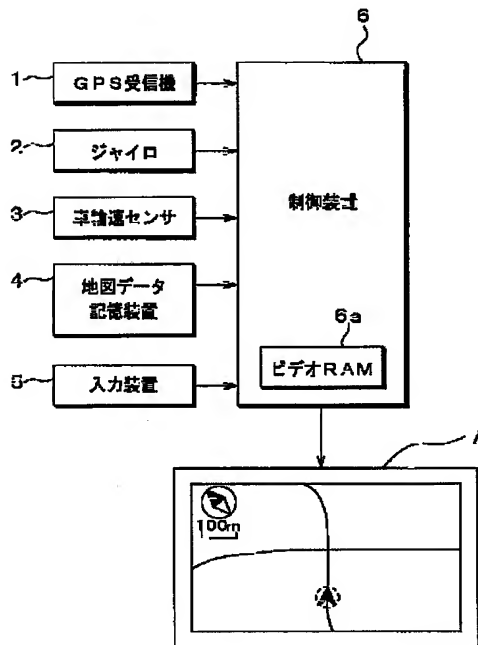 6
1
GPS受信機
2
ジャイロ
3
車輪速センサ
制御装置
4
地図データ
記憶装置
6a
5
入力装置
ビデオRAM
7
100m